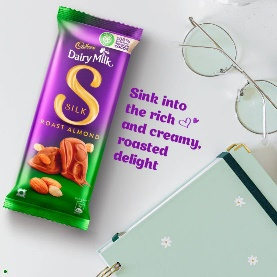 Cadbury
Dairy Milk
S
SILK
ROAST ALMOND
Sink into
the rich
and creamy,
roasted
delight